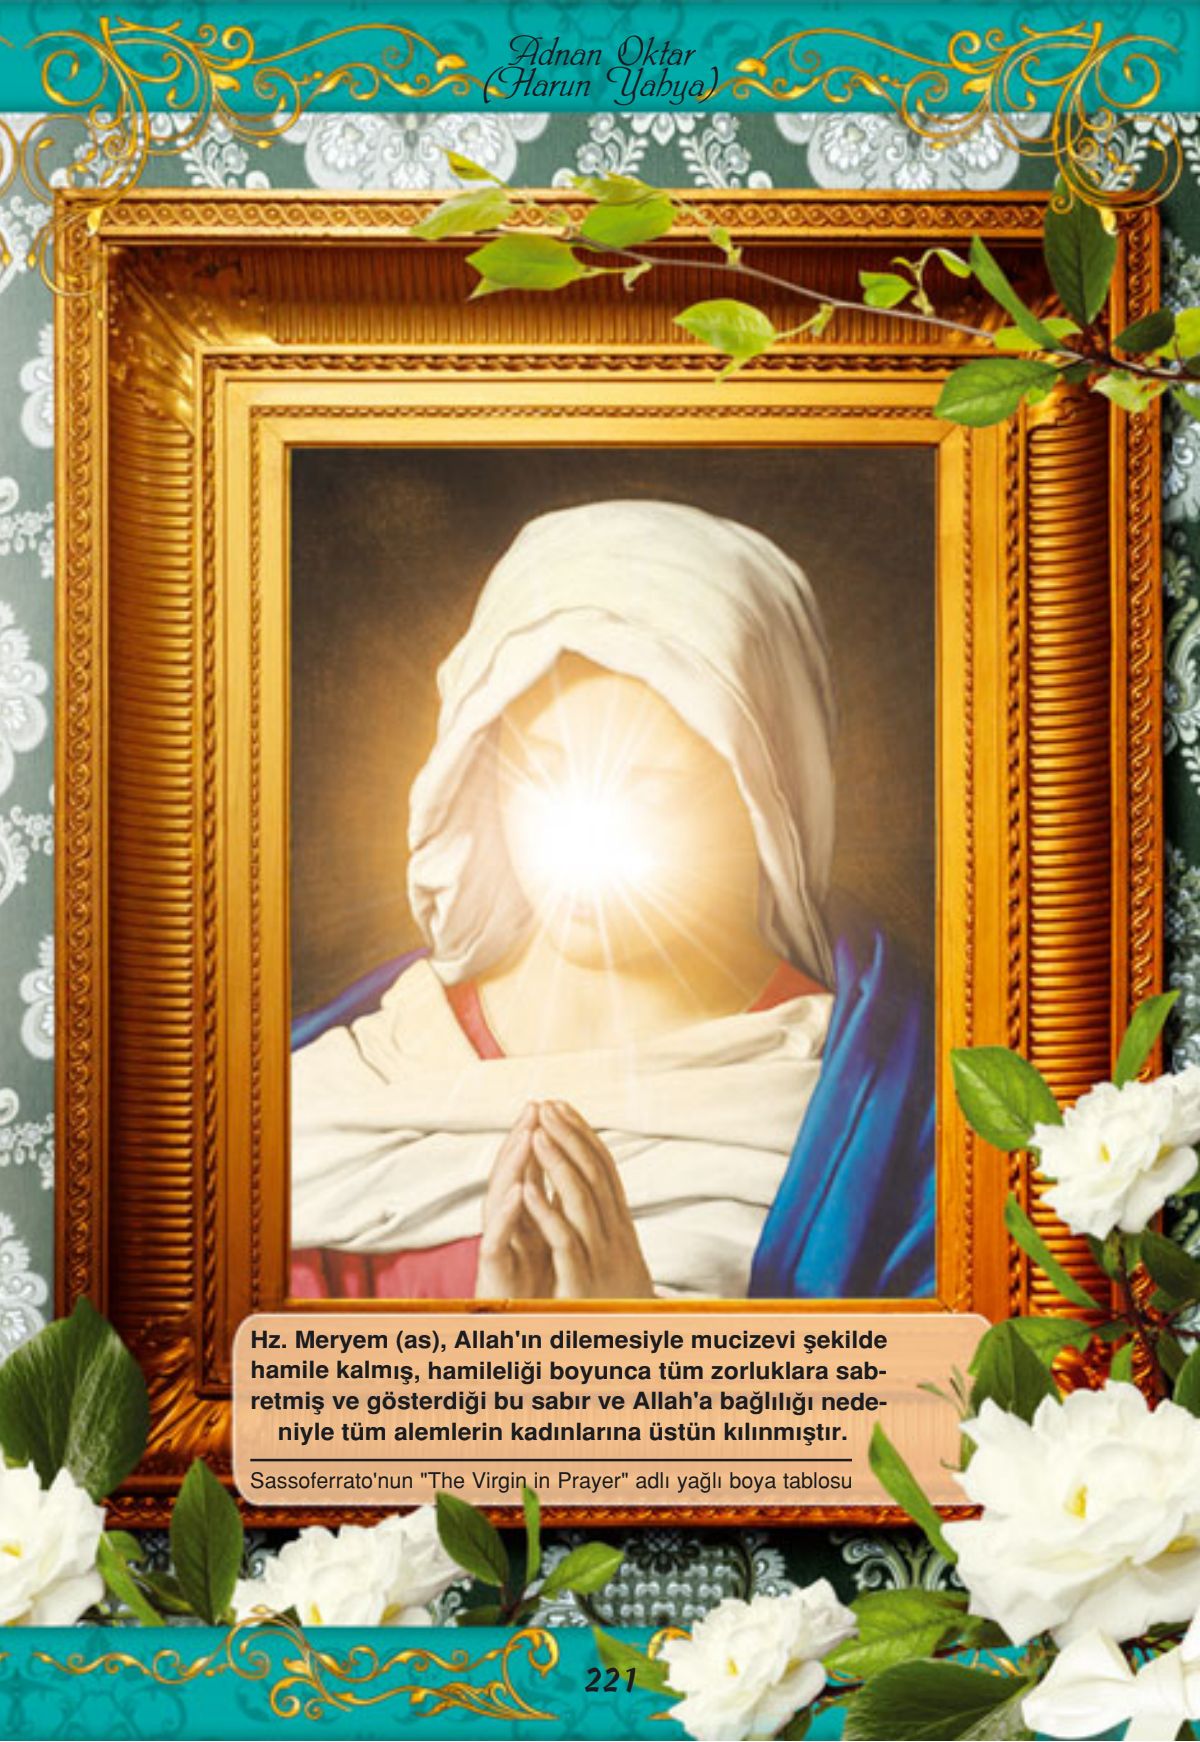 Adnan Oktar
(Harun Yahya)
Hz. Meryem (as), Allah'ın dilemesiyle mucizevi şekilde
hamile kalmış, hamileliği boyunca tüm zorluklara sab-
retmiş ve gösterdiği bu sabır ve Allah'a bağlılığı nede-
niyle tüm alemlerin kadınlarına üstün kılınmıştır.
Sassoferrato'nun "The Virgin in Prayer" adlı yağlı boya tablosu
221